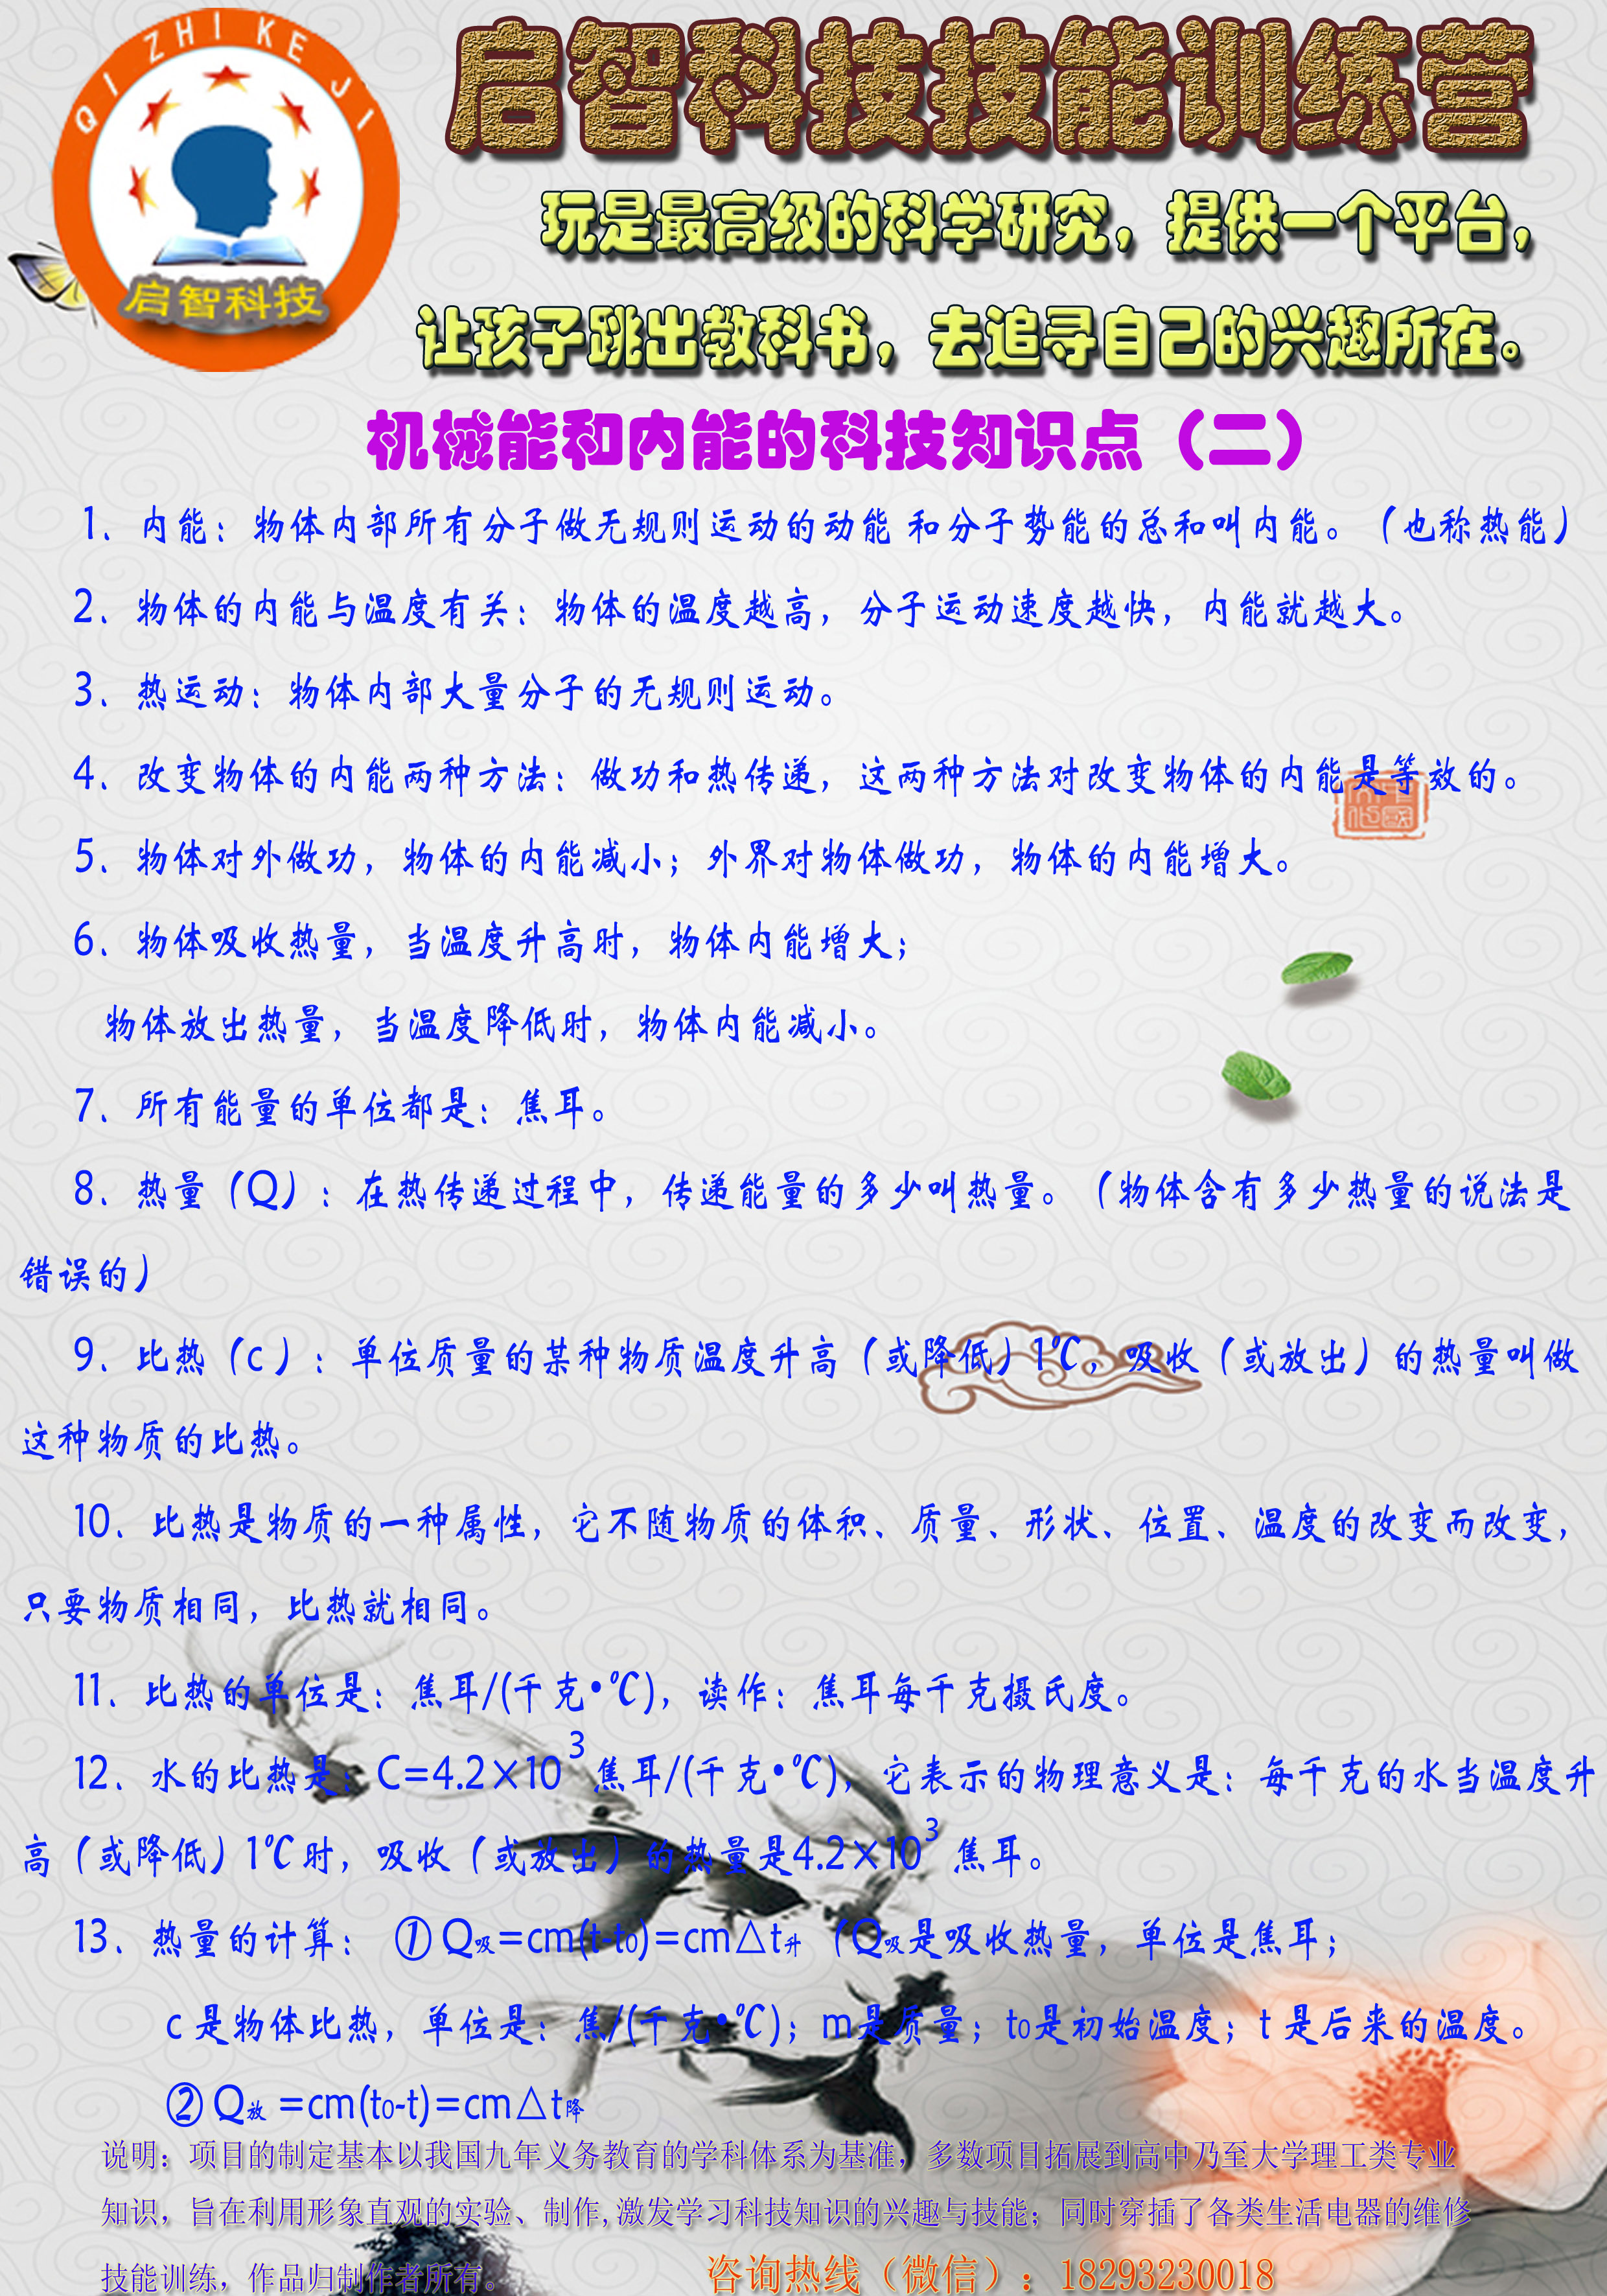 QI ZHI KE JI
启智科技
启智科技技能训练营
玩是最高级的科学研究，提供一个平台，
让孩子跳出教科书，去追寻自己的兴趣所在。
机械能和内能的科技知识点（二）
1、内能：物体内部所有分子做无规则运动的动能 和分子势能的总和叫内能。（也称热能）
2、物体的内能与温度有关：物体的温度越高，分子运动速度越快，内能就越大。
3、热运动：物体内部大量分子的无规则运动。
4、改变物体的内能两种方法：做功和热传递，这两种方法对改变物体的内能是等效的。
5、物体对外做功，物体的内能减小；外界对物体做功，物体的内能增大。
6、物体吸收热量，当温度升高时，物体内能增大；
物体放出热量，当温度降低时，物体内能减小。
7、所有能量的单位都是：焦耳。
8、热量（Q）：在热传递过程中，传递能量的多少叫热量。（物体含有多少热量的说法是
错误的）
9、比热（c）：单位质量的某种物质温度升高（或降低）1℃，吸收（或放出）的热量叫做
这种物质的比热。
10、比热是物质的一种属性，它不随物质的体积、质量、形状、位置、温度的改变而改变，
只要物质相同，比热就相同。
11、比热的单位是：焦耳/(千克•℃)，读作：焦耳每千克摄氏度。
12、水的比热是：C=4.2×10³ 焦耳/(千克•℃)，它表示的物理意义是：每千克的水当温度升
高（或降低）1℃时，吸收（或放出）的热量是4.2×10³ 焦耳。
13、热量的计算： ① Q吸=cm(t-t0)=cm△t升 （Q吸是吸收热量，单位是焦耳；
c 是物体比热，单位是：焦/(千克•℃)；m是质量；t0是初始温度；t 是后来的温度。
② Q放 =cm(t0-t)=cm△t降
说明：项目的制定基本以我国九年义务教育的学科体系为基准，多数项目拓展到高中乃至大学理工类专业
知识，旨在利用形象直观的实验、制作,激发学习科技知识的兴趣与技能；同时穿插了各类生活电器的维修
技能训练，作品归制作者所有。 咨询热线（微信）：18293230018